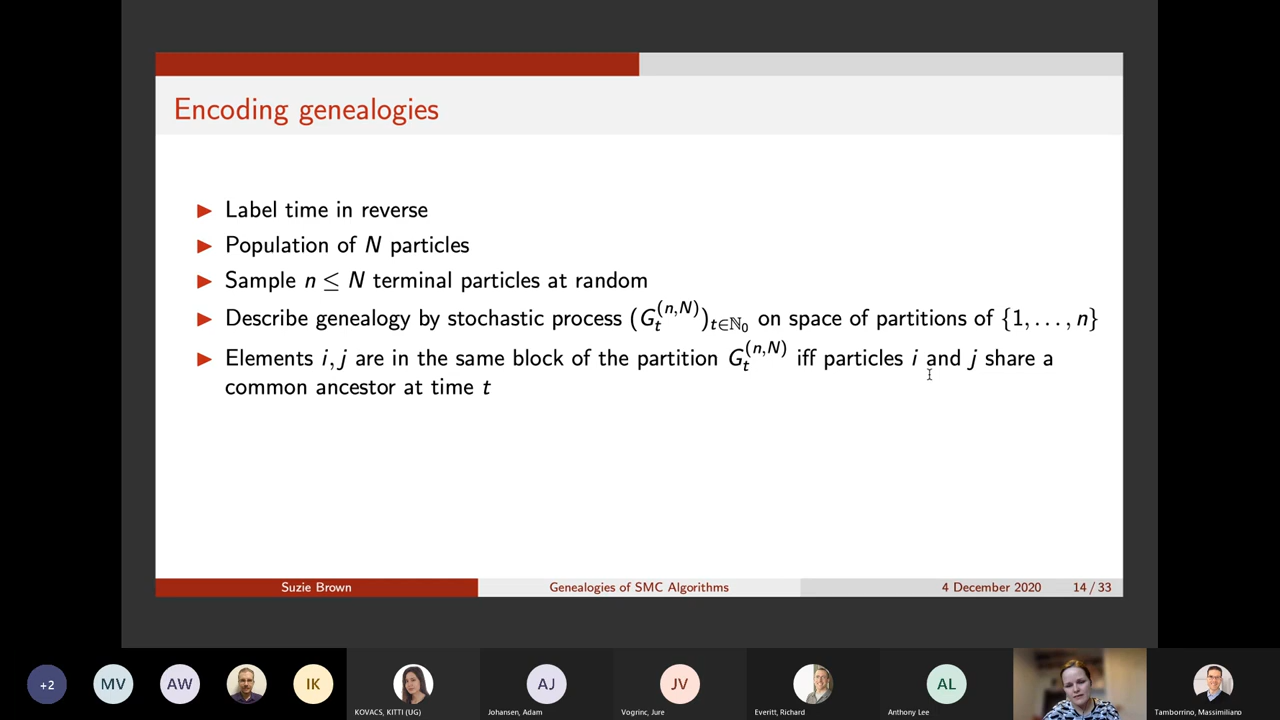 Encoding genealogies
▶ Label time in reverse
▶ Population of N particles
▶ Sample n ≤ N terminal particles at random
▶ Describe genealogy by stochastic process (G_t^{(n,N)})_{t∈ℕ_0} on space of partitions of {1, . . . , n}
▶ Elements i, j are in the same block of the partition G_t^{(n,N)} iff particles i and j share a
common ancestor at time t
Suzie Brown
Genealogies of SMC Algorithms
4 December 2020
14 / 33
+2
MV
AW
IK
KOVACS, KITTI (UG)
AJ
Johansen, Adam
JV
Vogrinc, Jure
Everitt, Richard
AL
Anthony Lee
Tamborrino, Massimiliano